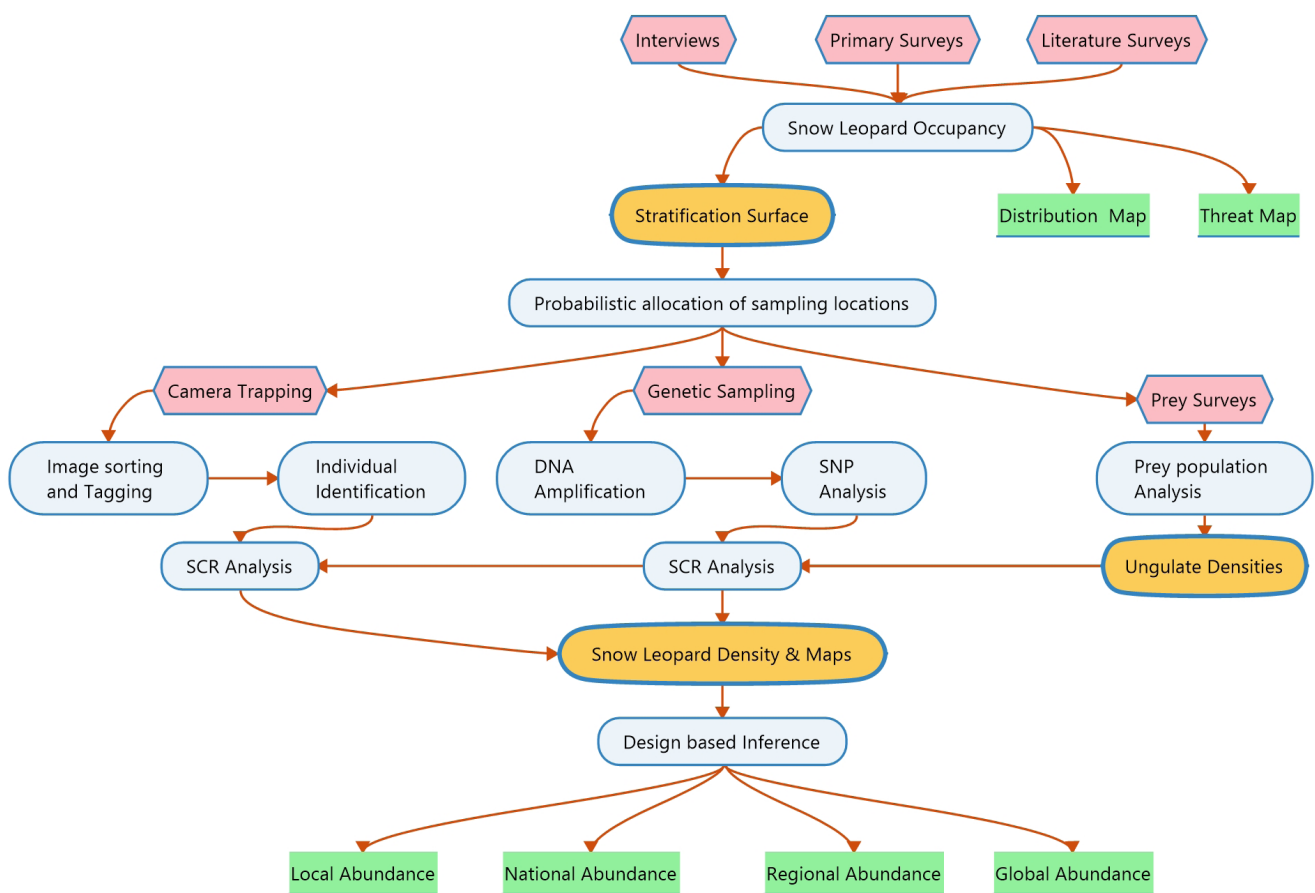 Interviews
Primary Surveys
Literature Surveys
Snow Leopard Occupancy
Stratification Surface
Distribution  Map
Threat Map
Probabilistic allocation of sampling locations
Camera Trapping
Genetic Sampling
Prey Surveys
Image sorting
and Tagging
Individual
Identification
DNA
Amplification
SNP
Analysis
Prey population
Analysis
SCR Analysis
SCR Analysis
Ungulate Densities
Snow Leopard Density & Maps
Design based Inference
Local Abundance
National Abundance
Regional Abundance
Global Abundance